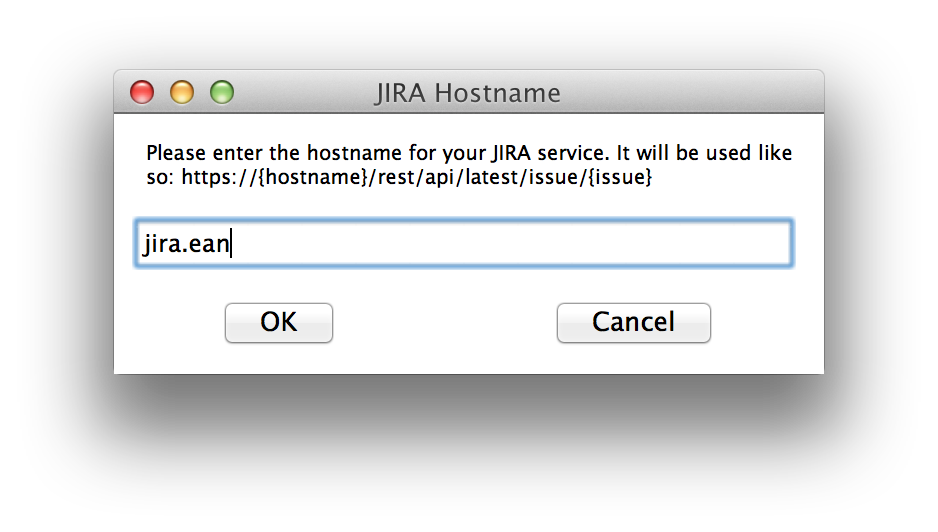 JIRA Hostname
Please enter the hostname for your JIRA service. It will be used like
so: https://{hostname}/rest/api/latest/issue/{issue}
jira.ean
OK Cancel